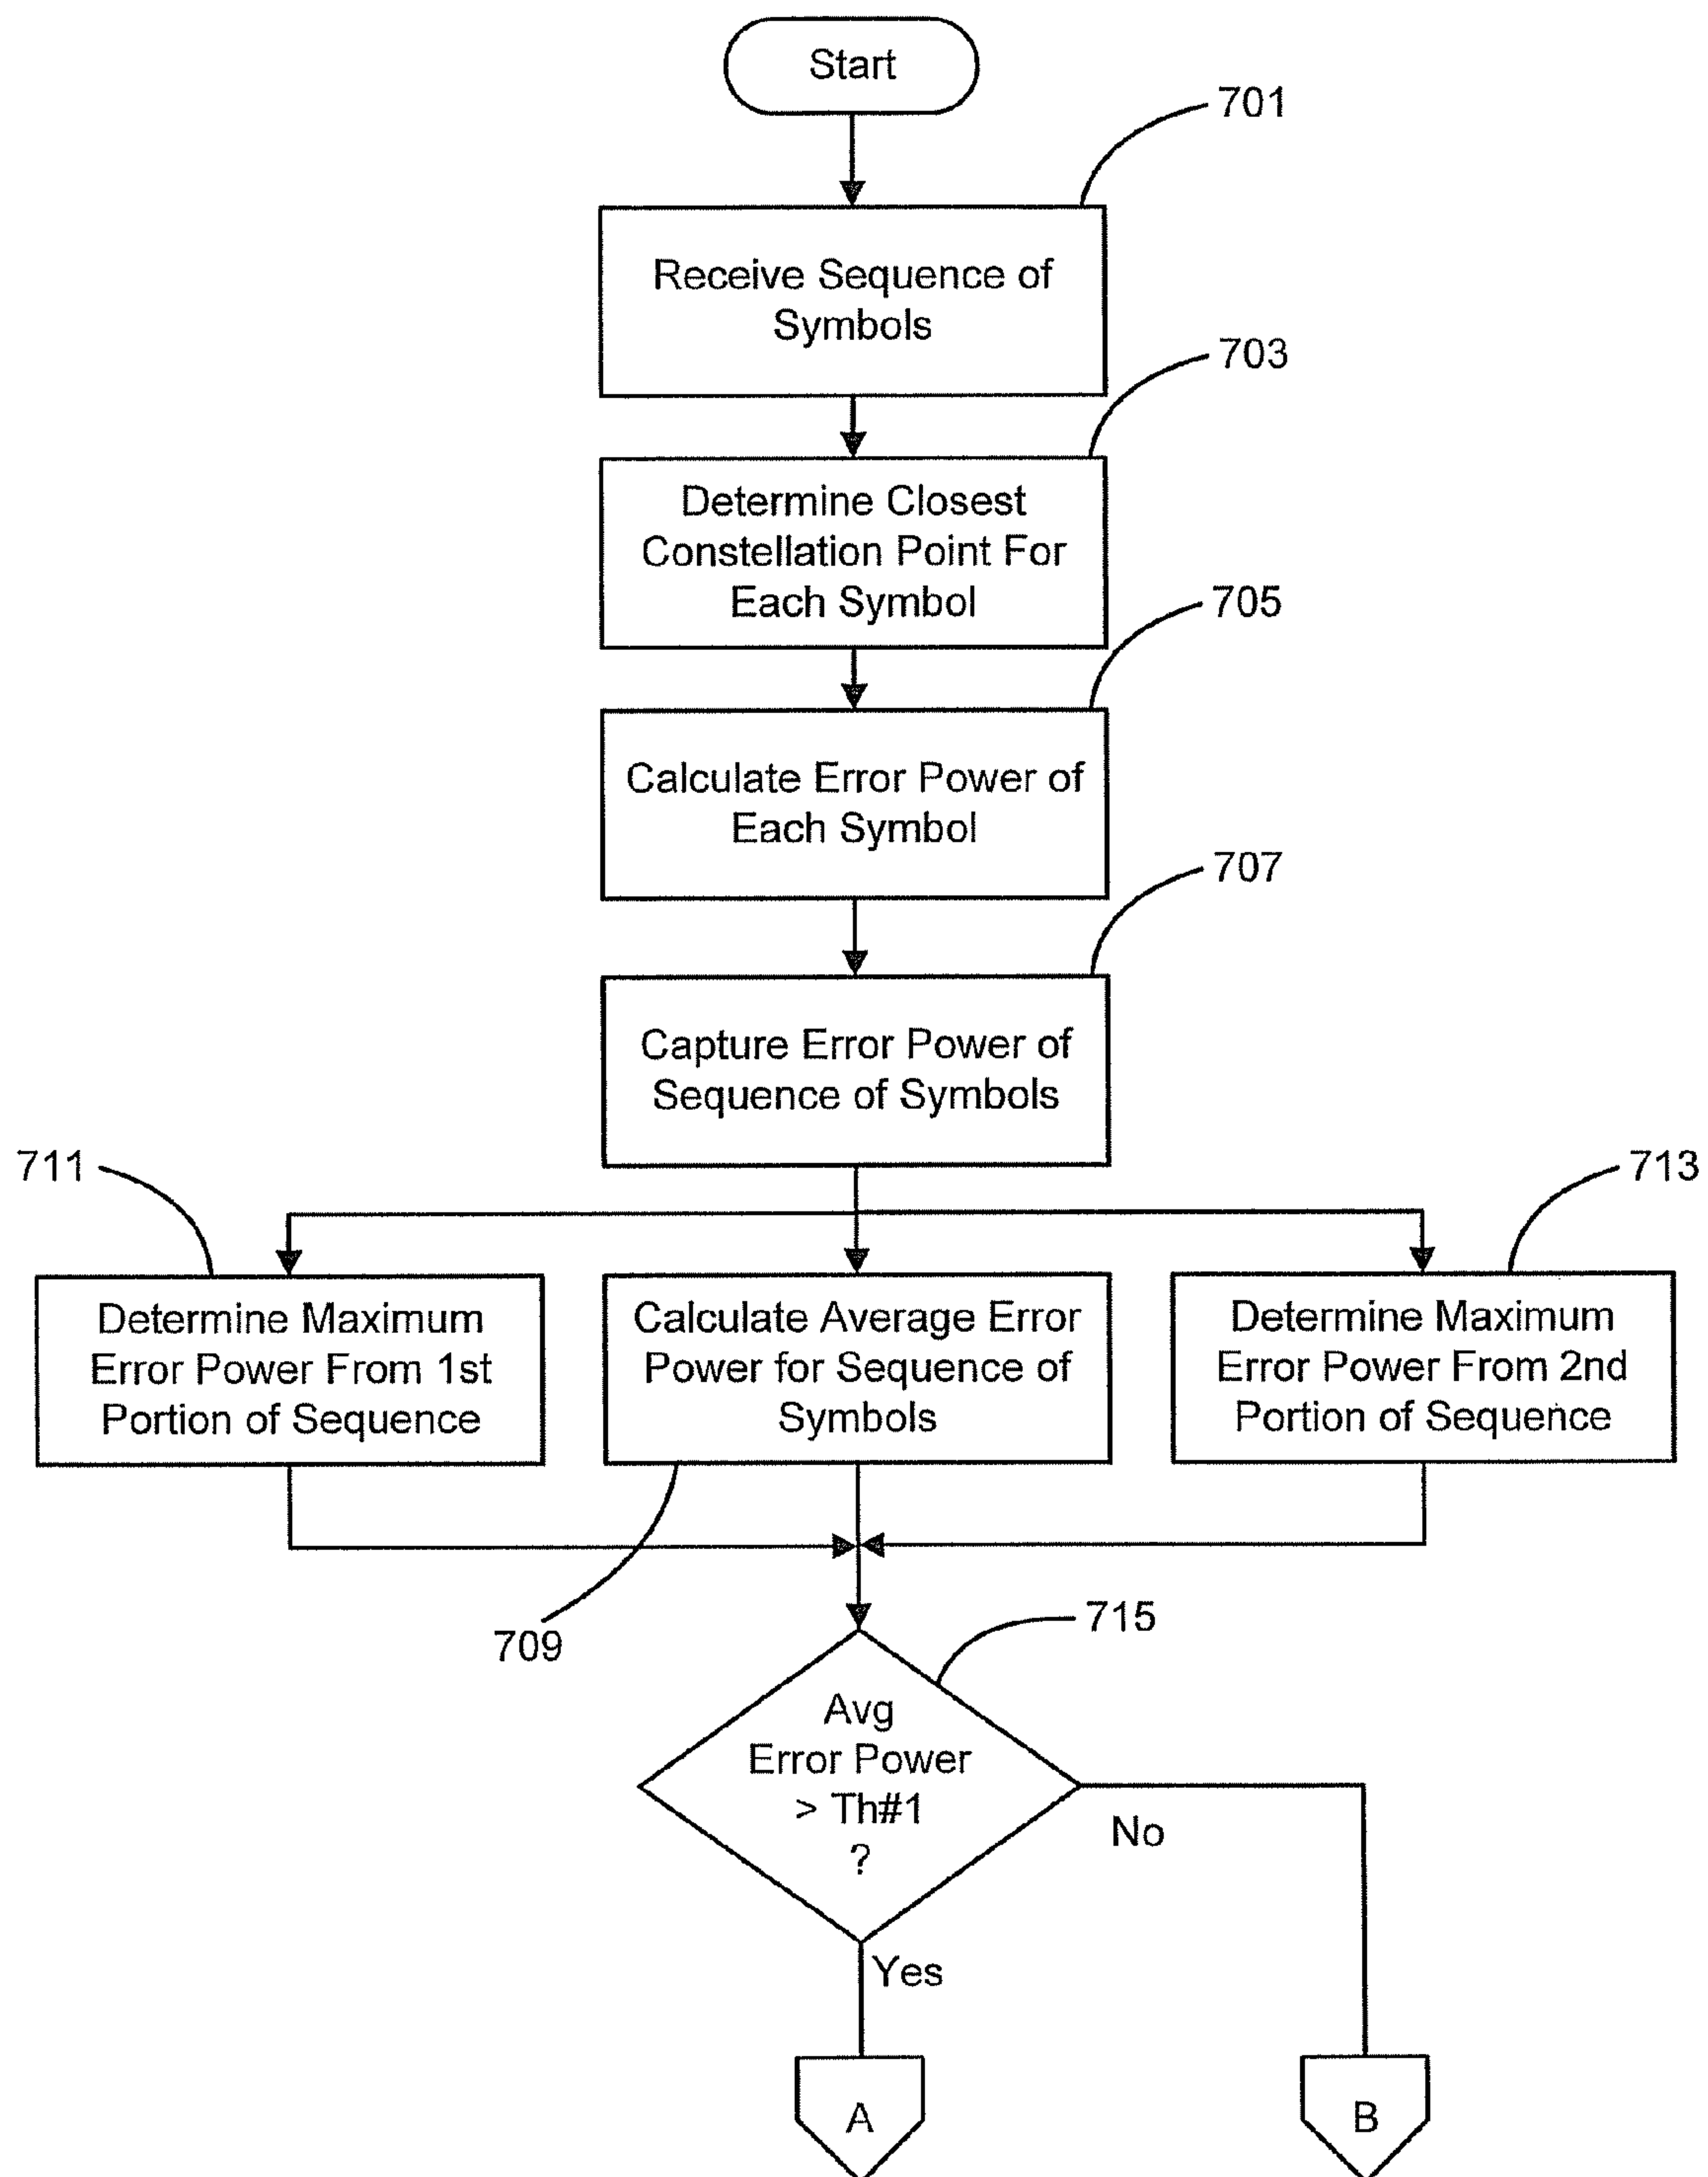 Start
701
Receive Sequence of
Symbols
703
Determine Closest
Constellation Point For
Each Symbol
705
Calculate Error Power of
Each Symbol
707
Capture Error Power of
Sequence of Symbols
711
713
Determine Maximum
Error Power From 1st
Portion of Sequence
Calculate Average Error
Power for Sequence of
Symbols
Determine Maximum
Error Power From 2nd
Portion of Sequence
709
715
Avg
Error Power
> Th#1
?
No
Yes
A
B